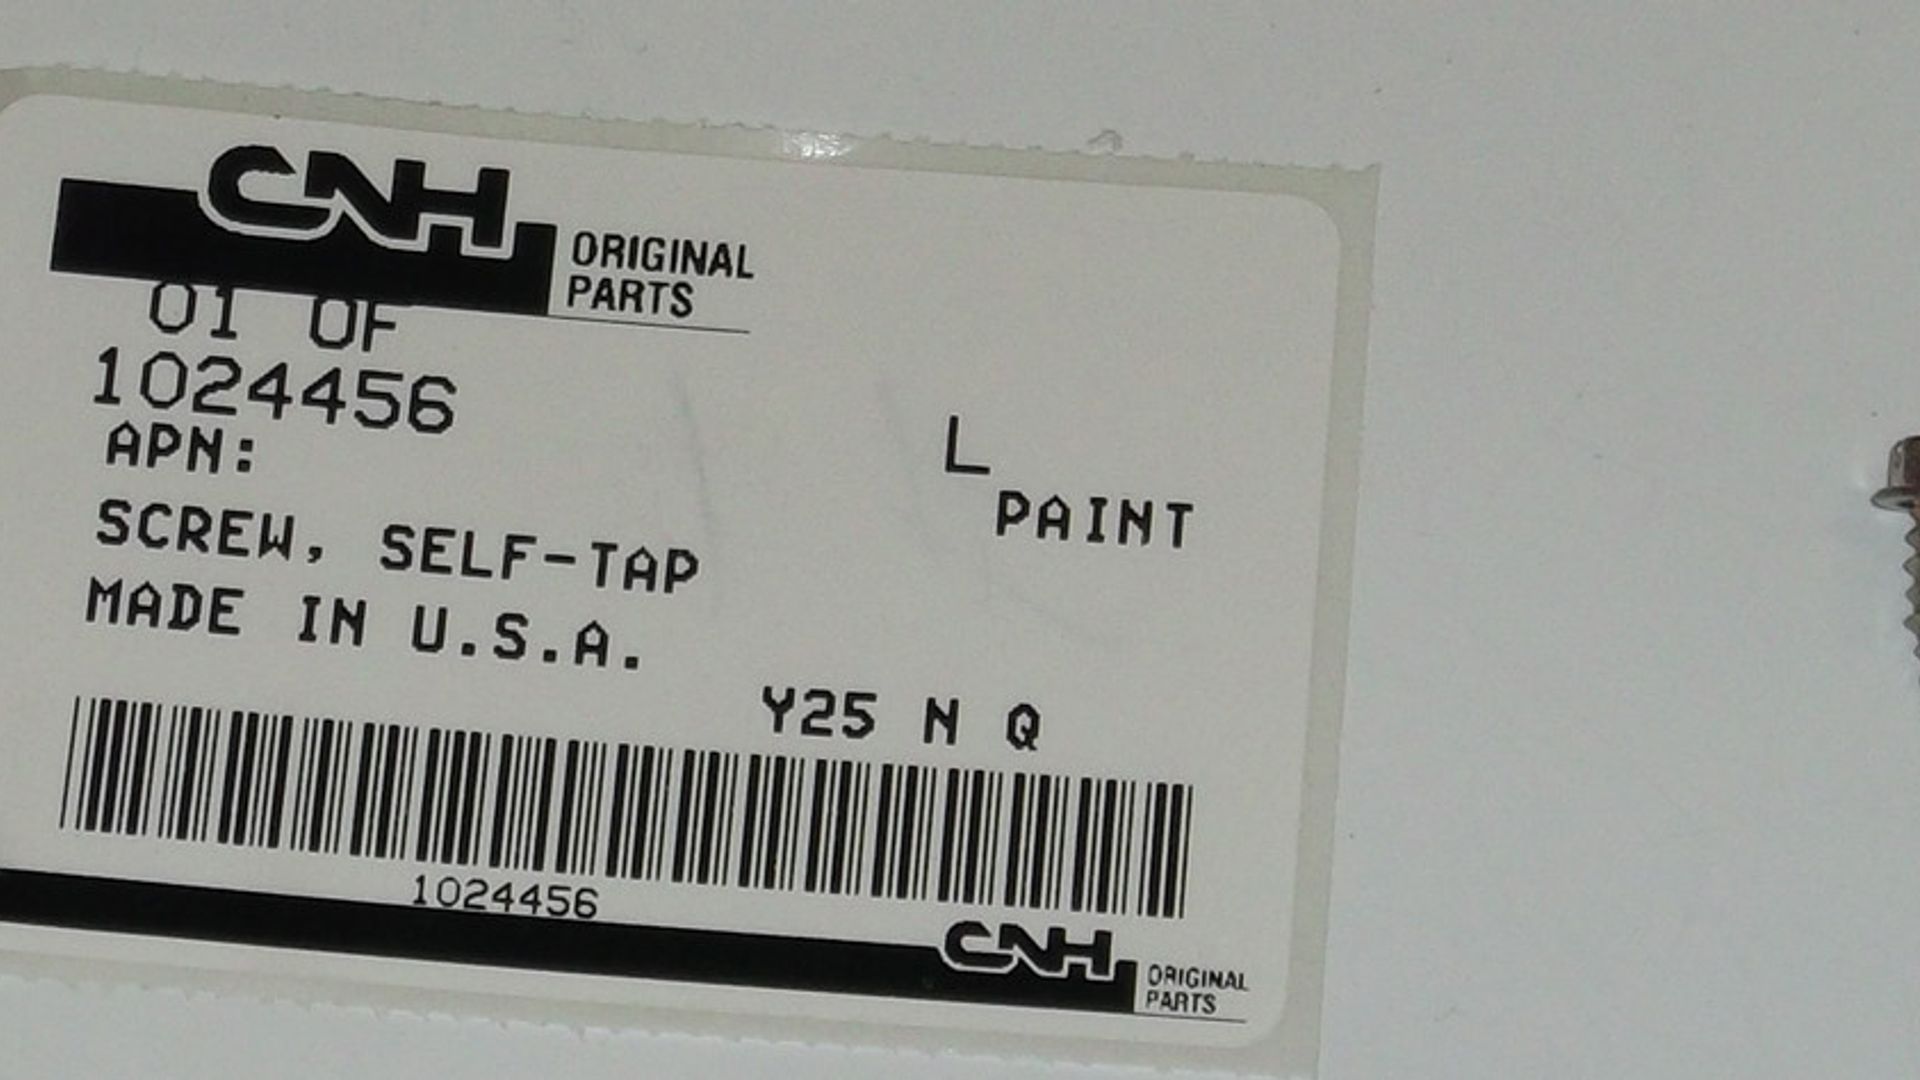 CNH ORIGINAL
PARTS
01 OF
1024456
APN:
L
PAINT
SCREW, SELF-TAP
MADE IN U.S.A.
Y25 N Q
1024456
CNH ORIGINAL
PARTS